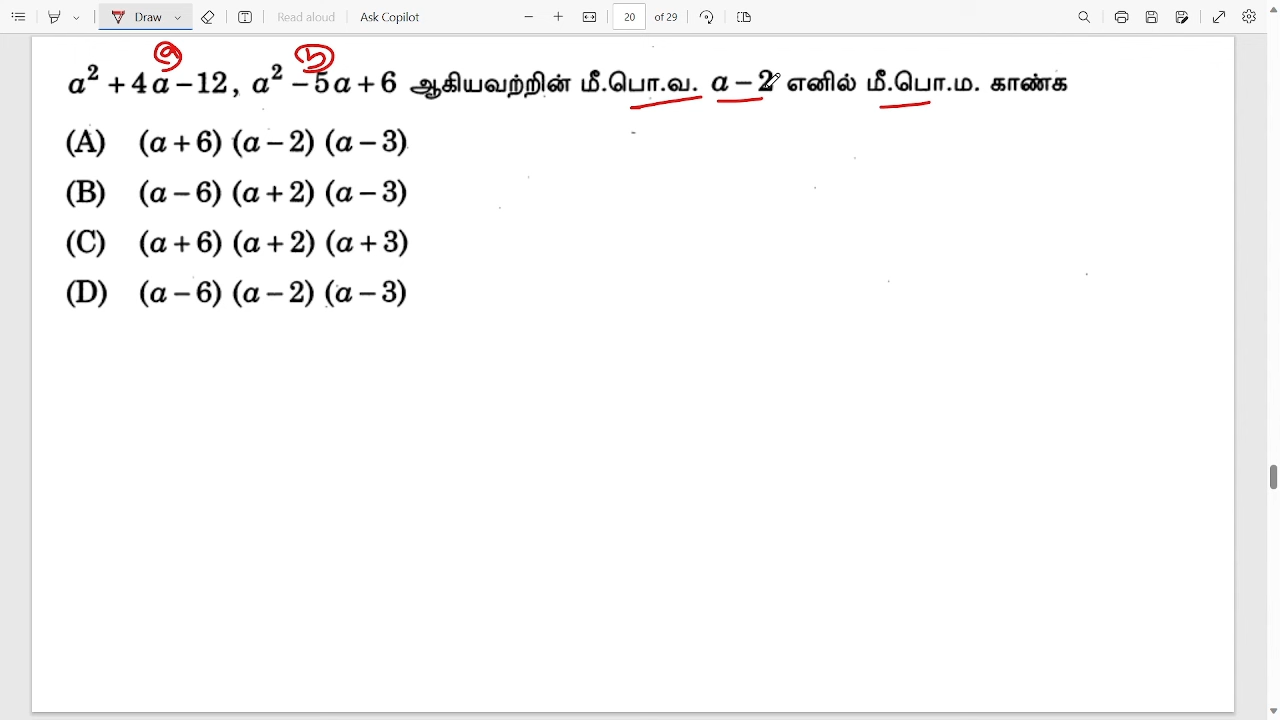 Draw Read aloud Ask Copilot 20 of 29
a b
a² + 4a − 12, a² − 5a + 6 ஆகியவற்றின் மீ.பொ.வ. a − 2 எனில் மீ.பொ.ம. காண்க
(A) (a + 6) (a − 2) (a − 3)
(B) (a − 6) (a + 2) (a − 3)
(C) (a + 6) (a + 2) (a + 3)
(D) (a − 6) (a − 2) (a − 3)